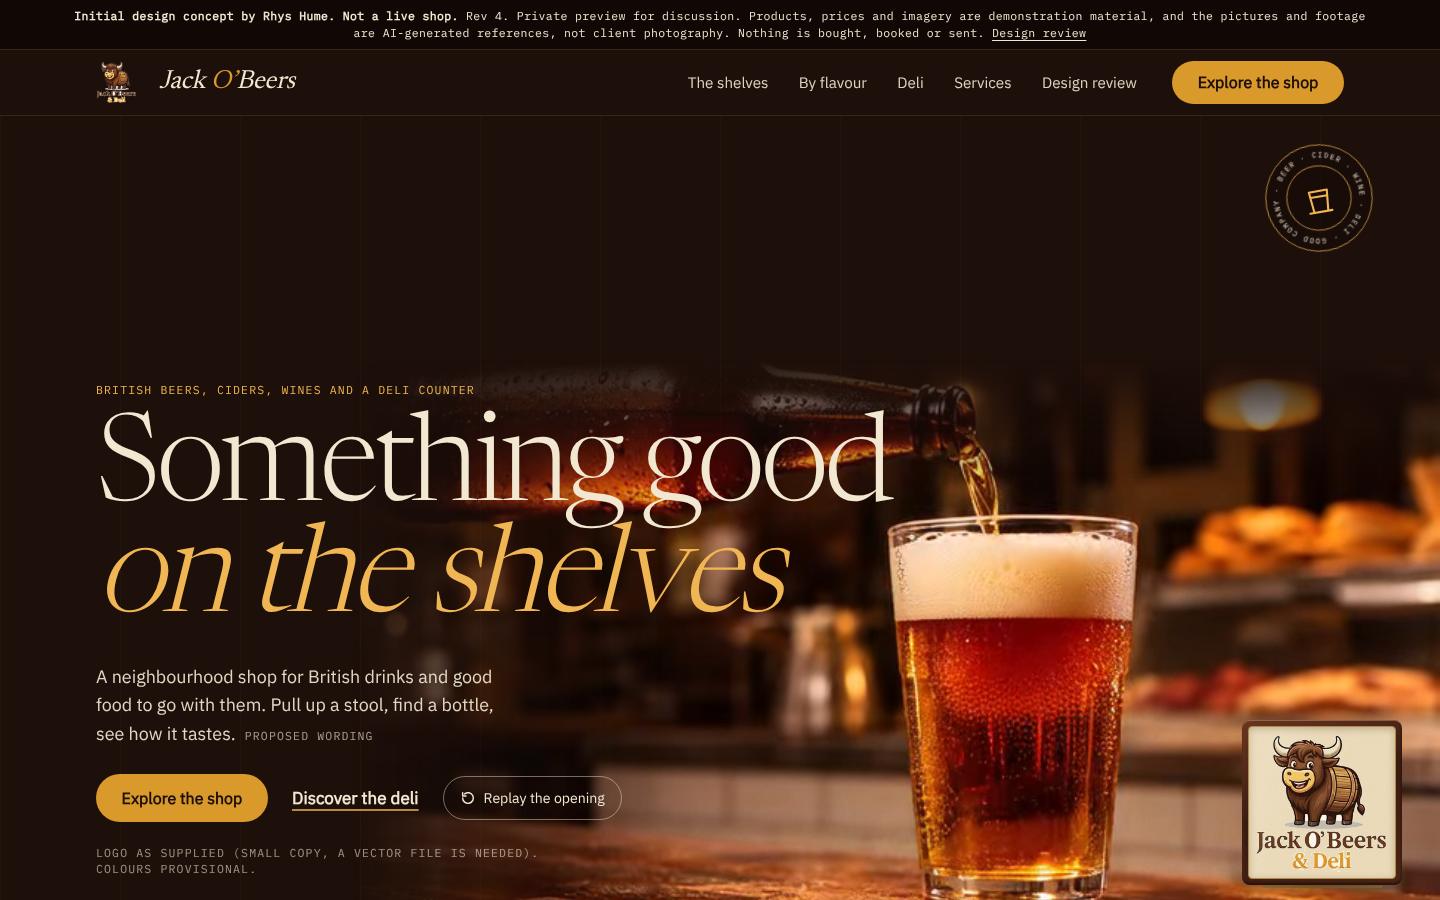 Initial design concept by Rhys Hume. Not a live shop. Rev 4. Private preview for discussion. Products, prices and imagery are demonstration material, and the pictures and footage
are AI-generated references, not client photography. Nothing is bought, booked or sent. Design review
Jack O'Beers & Deli
Jack O’Beers
The shelves
By flavour
Deli
Services
Design review
Explore the shop
BEER · CIDER · WINE · DELI · GOOD COMPANY ·
BRITISH BEERS, CIDERS, WINES AND A DELI COUNTER
Something good
on the shelves
A neighbourhood shop for British drinks and good
food to go with them. Pull up a stool, find a bottle,
see how it tastes. PROPOSED WORDING
Explore the shop
Discover the deli
Replay the opening
LOGO AS SUPPLIED (SMALL COPY, A VECTOR FILE IS NEEDED).
COLOURS PROVISIONAL.
Jack O'Beers
& Deli